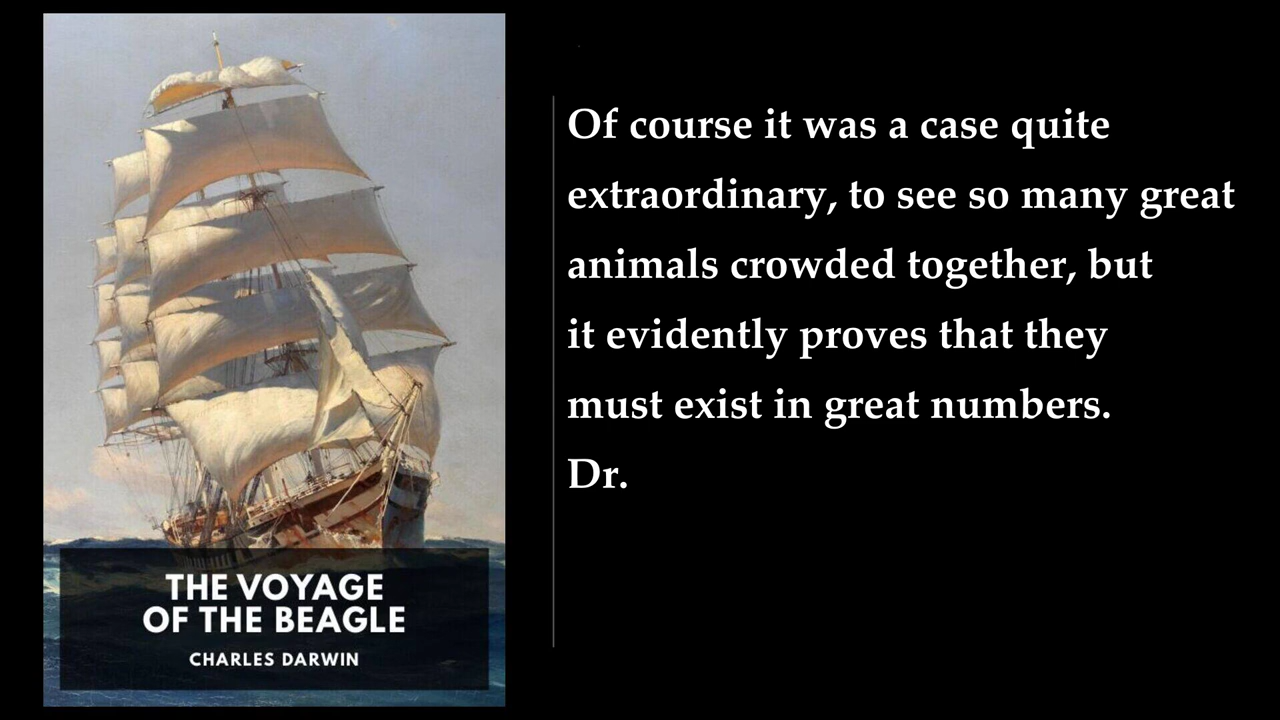 THE VOYAGE
OF THE BEAGLE
CHARLES DARWIN
Of course it was a case quite
extraordinary, to see so many great
animals crowded together, but
it evidently proves that they
must exist in great numbers.
Dr.